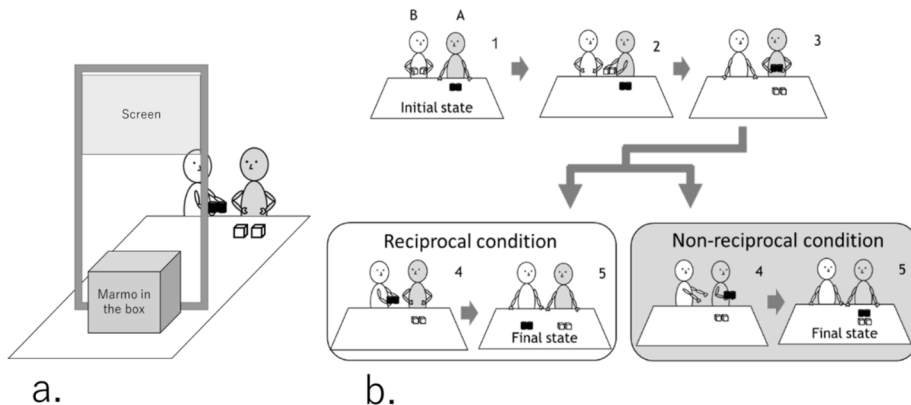 Screen
Marmo in
the box
a.
B A
1
2
3
Initial state
Reciprocal condition
4
5
Final state
Non-reciprocal condition
4
5
Final state
b.